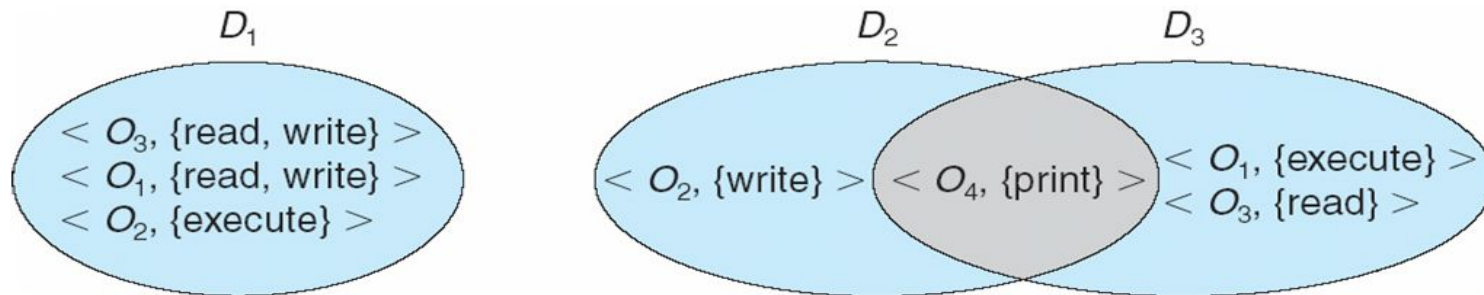 D₁
D₂
D₃
< O₃, {read, write} >
< O₁, {read, write} >
< O₂, {execute} >
< O₂, {write} >
< O₄, {print} >
< O₁, {execute} >
< O₃, {read} >